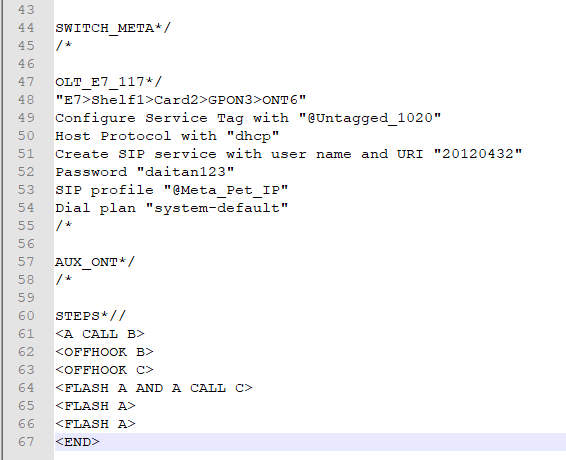 43
44 SWITCH_META*/
45 /*
46
47 OLT_E7_117*/
48 "E7>Shelf1>Card2>GPON3>ONT6"
49 Configure Service Tag with "@Untagged_1020"
50 Host Protocol with "dhcp"
51 Create SIP service with user name and URI "20120432"
52 Password "daitan123"
53 SIP profile "@Meta_Pet_IP"
54 Dial plan "system-default"
55 /*
56
57 AUX_ONT*/
58 /*
59
60 STEPS*//
61 <A CALL B>
62 <OFFHOOK B>
63 <OFFHOOK C>
64 <FLASH A AND A CALL C>
65 <FLASH A>
66 <FLASH A>
67 <END>